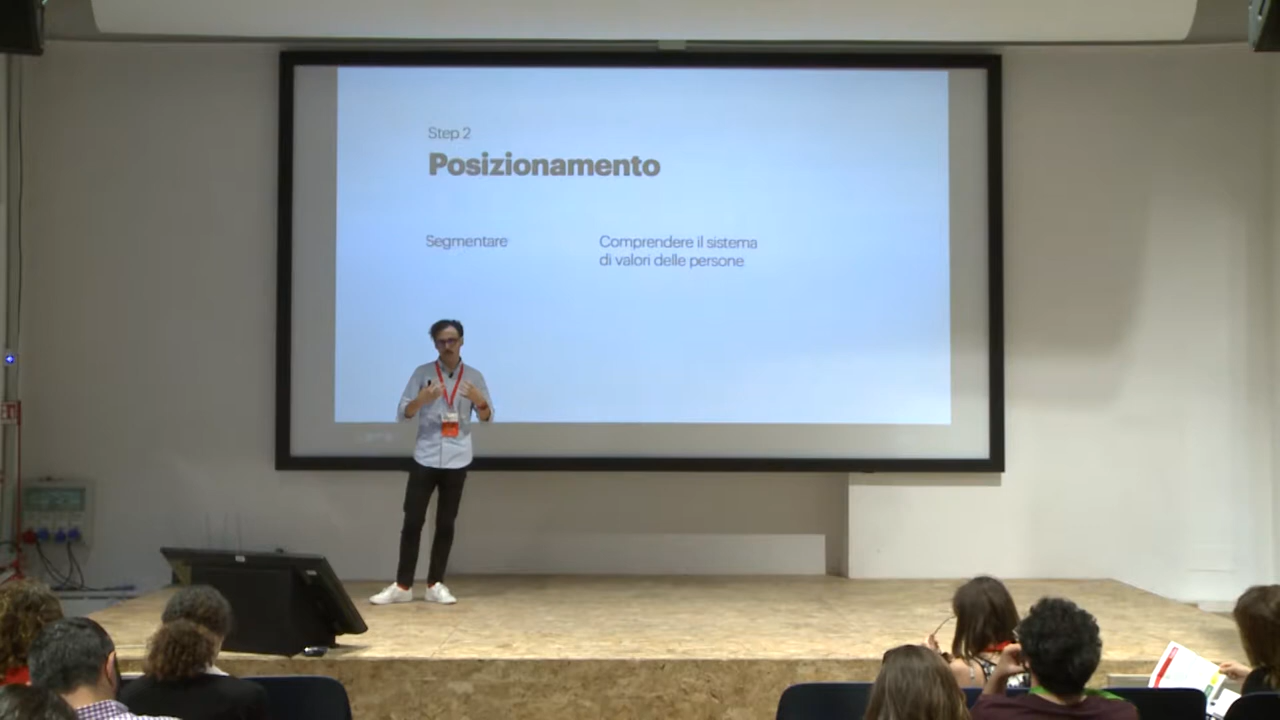 Step 2
Posizionamento
Segmentare
Comprendere il sistema
di valori delle persone